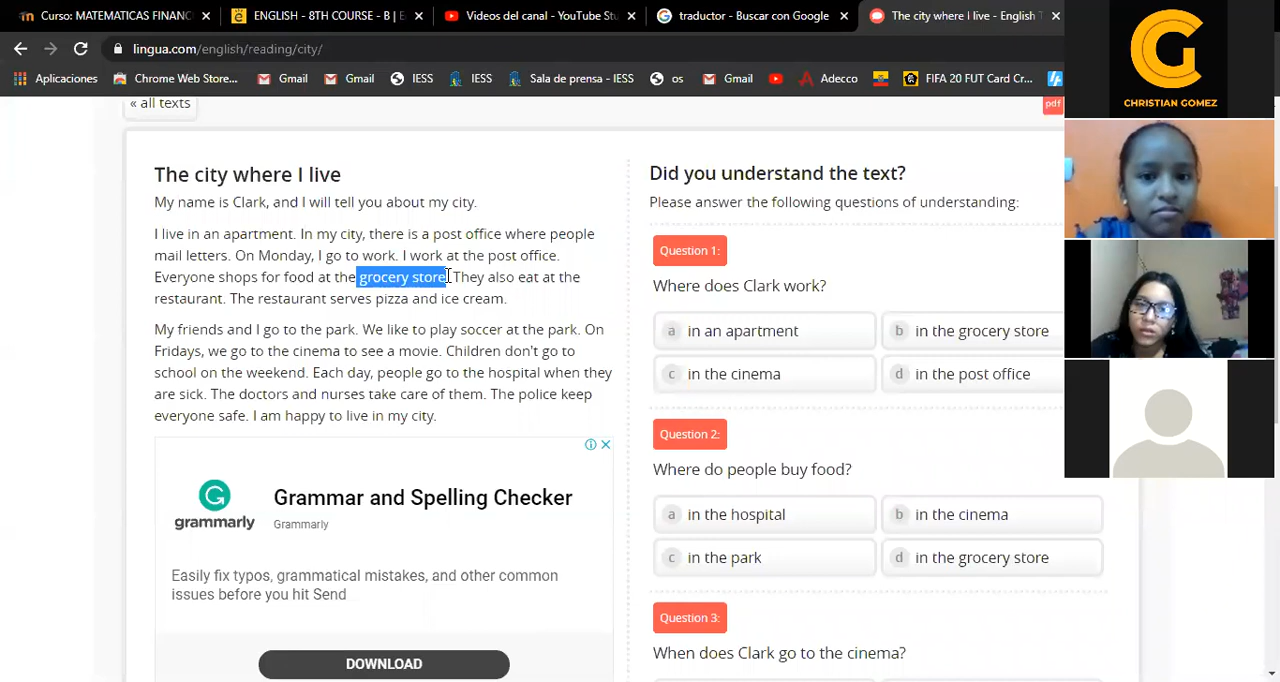 Curso: MATEMATICAS FINANC
ENGLISH - 8TH COURSE - B | E
Videos del canal - YouTube Stu
traductor - Buscar con Google
The city where I live - English T
lingua.com/english/reading/city/
Aplicaciones
Chrome Web Store...
Gmail
Gmail
IESS
IESS
Sala de prensa - IESS
os
Gmail
Adecco
FIFA 20 FUT Card Cr...
« all texts
pdf
The city where I live
My name is Clark, and I will tell you about my city.
I live in an apartment. In my city, there is a post office where people
mail letters. On Monday, I go to work. I work at the post office.
Everyone shops for food at the grocery store. They also eat at the
restaurant. The restaurant serves pizza and ice cream.
My friends and I go to the park. We like to play soccer at the park. On
Fridays, we go to the cinema to see a movie. Children don't go to
school on the weekend. Each day, people go to the hospital when they
are sick. The doctors and nurses take care of them. The police keep
everyone safe. I am happy to live in my city.
grammarly
Grammar and Spelling Checker
Grammarly
Easily fix typos, grammatical mistakes, and other common
issues before you hit Send
DOWNLOAD
Did you understand the text?
Please answer the following questions of understanding:
Question 1:
Where does Clark work?
a in an apartment
b in the grocery store
c in the cinema
d in the post office
Question 2:
Where do people buy food?
a in the hospital
b in the cinema
c in the park
d in the grocery store
Question 3:
When does Clark go to the cinema?
CHRISTIAN GOMEZ